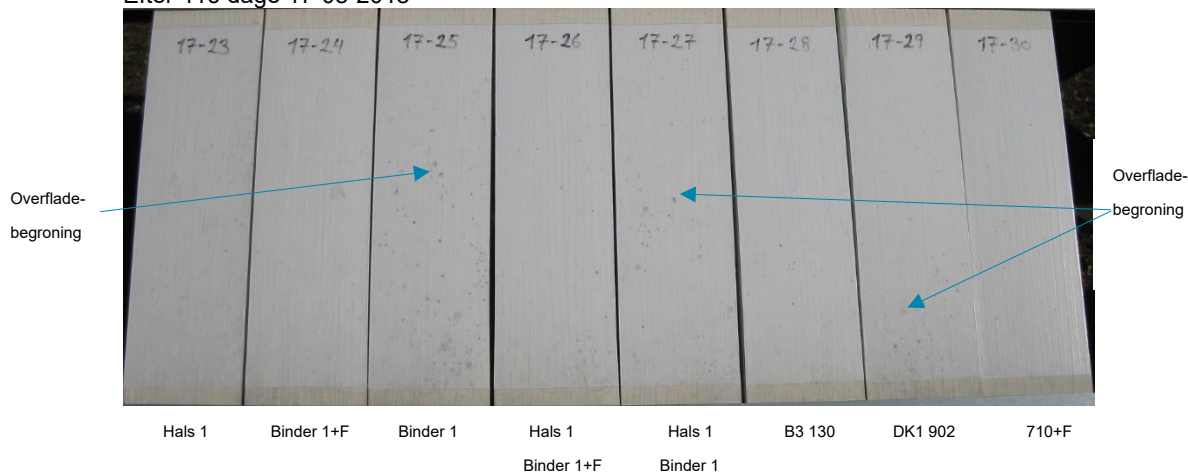 17-23 17-24 17-25 17-26 17-27 17-28 17-29 17-30
Overflade-
begroning
Overflade-
begroning
Hals 1 Binder 1+F Binder 1 Hals 1 Hals 1 B3 130 DK1 902 710+F
Binder 1+F Binder 1